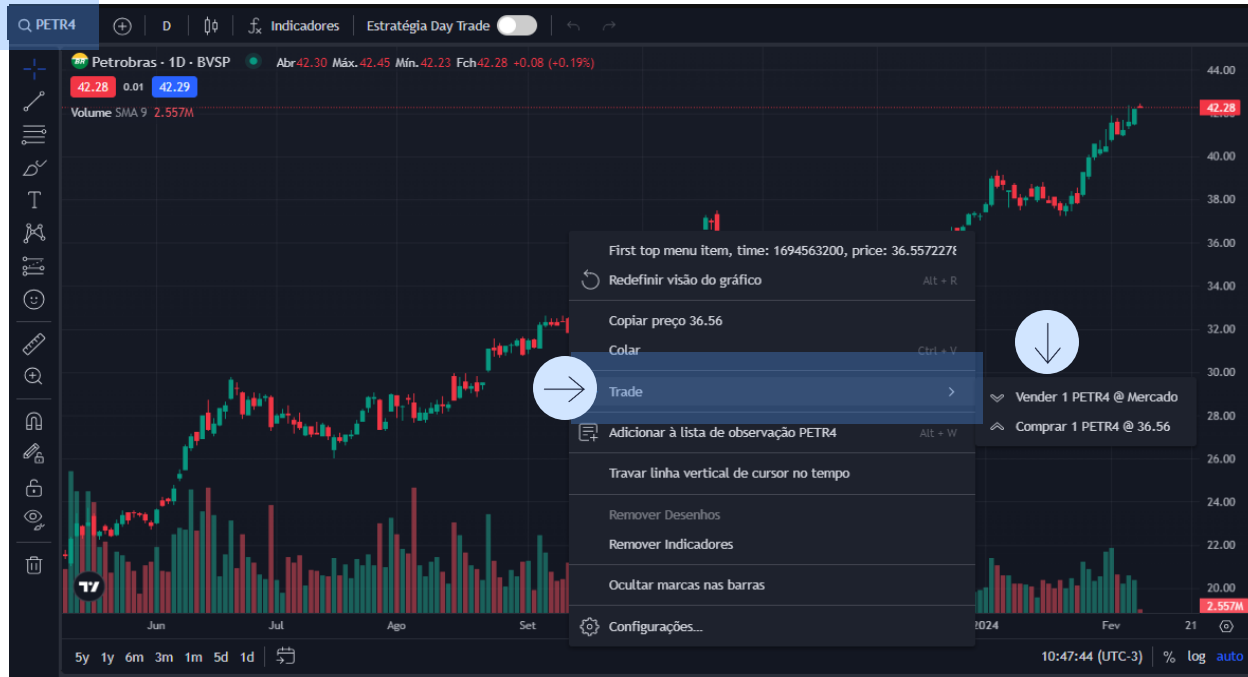 PETR4
D
Indicadores
Estratégia Day Trade
BR
Petrobras · 1D · BVSP
Abr42.30 Máx.42.45 Mín.42.23 Fch42.28 +0.08 (+0.19%)
42.28 0.01 42.29
Volume SMA 9 2.557M
44.00
42.28
40.00
38.00
36.00
34.00
32.00
30.00
28.00
26.00
24.00
22.00
20.00
2.557M
First top menu item, time: 1694563200, price: 36.5572278
Redefinir visão do gráfico Alt + R
Copiar preço 36.56
Colar Ctrl + V
Trade
Vender 1 PETR4 @ Mercado
Comprar 1 PETR4 @ 36.56
Adicionar à lista de observação PETR4 Alt + W
Travar linha vertical de cursor no tempo
Remover Desenhos
Remover Indicadores
Ocultar marcas nas barras
Configurações...
Jun Jul Ago Set 2024 Fev 21
5y 1y 6m 3m 1m 5d 1d
10:47:44 (UTC-3) % log auto